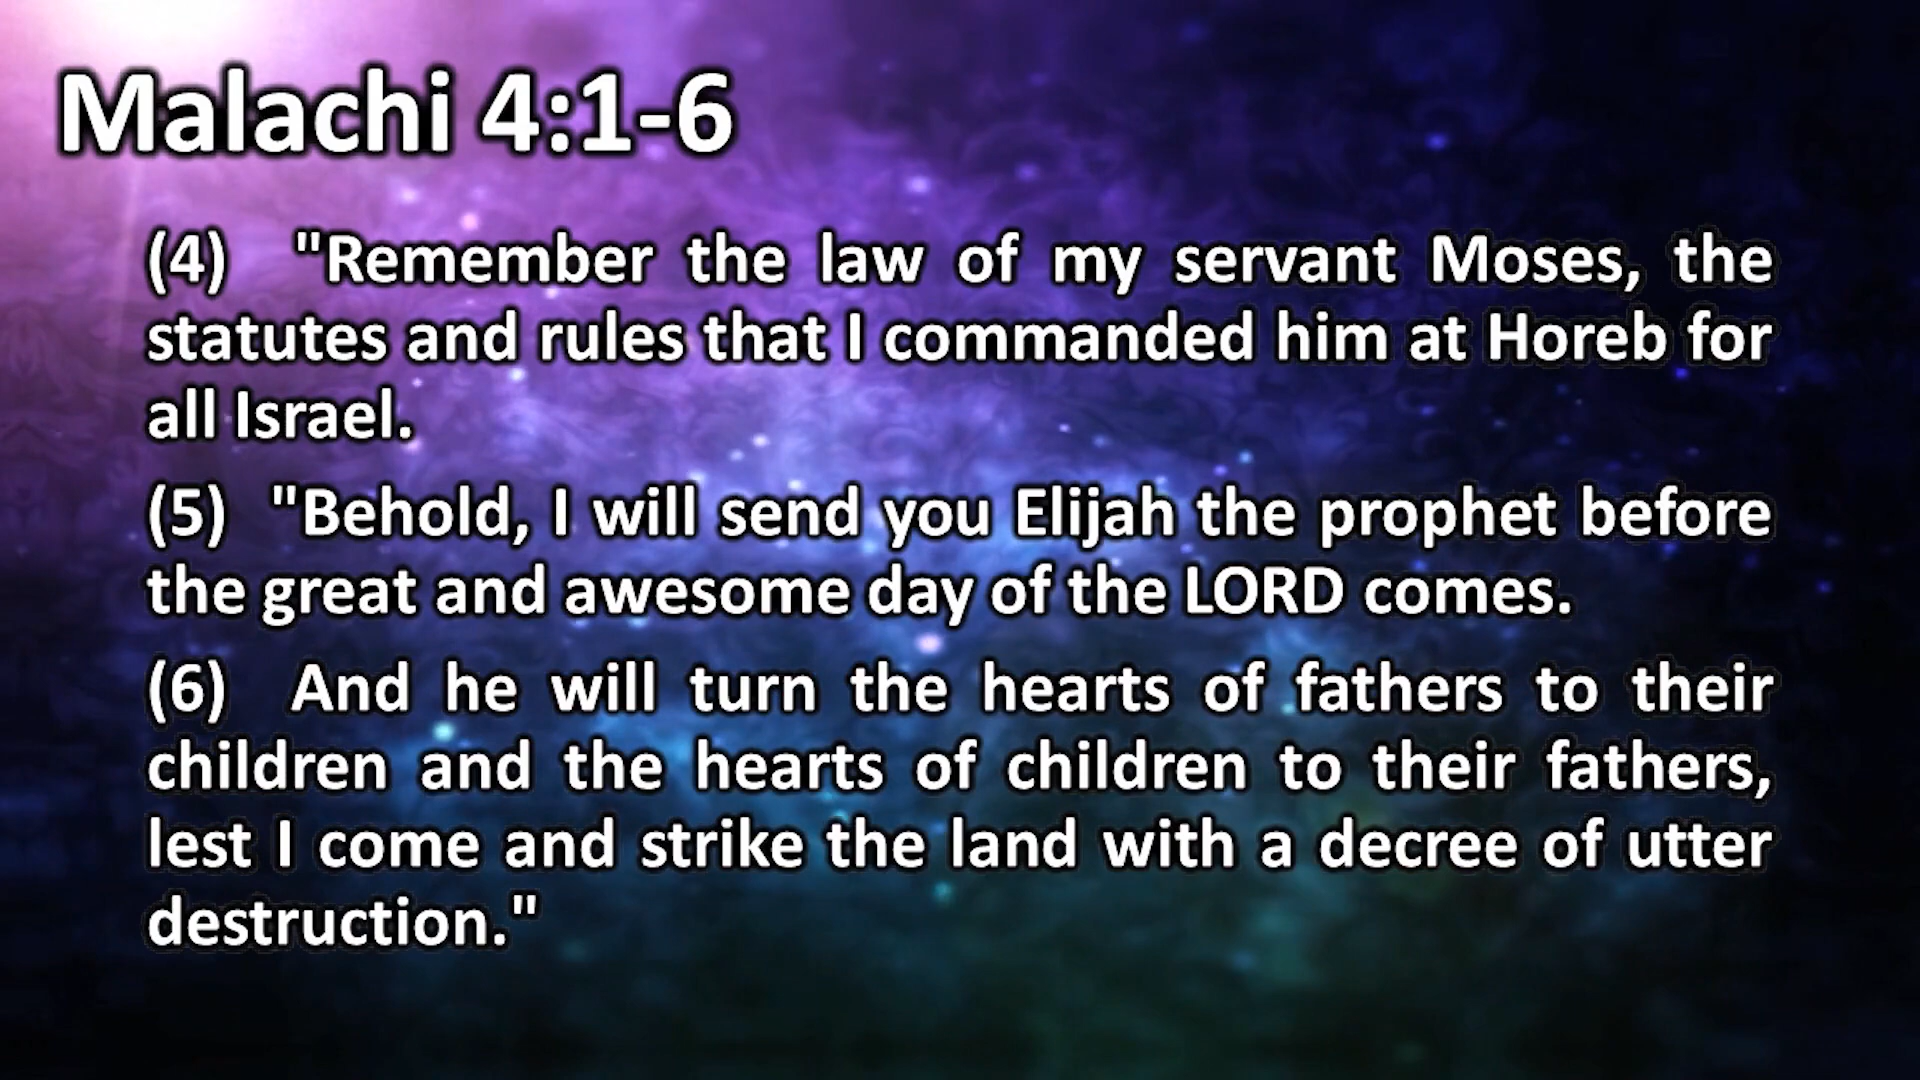 Malachi 4:1-6
(4) "Remember the law of my servant Moses, the
statutes and rules that I commanded him at Horeb for
all Israel.
(5) "Behold, I will send you Elijah the prophet before
the great and awesome day of the LORD comes.
(6) And he will turn the hearts of fathers to their
children and the hearts of children to their fathers,
lest I come and strike the land with a decree of utter
destruction."